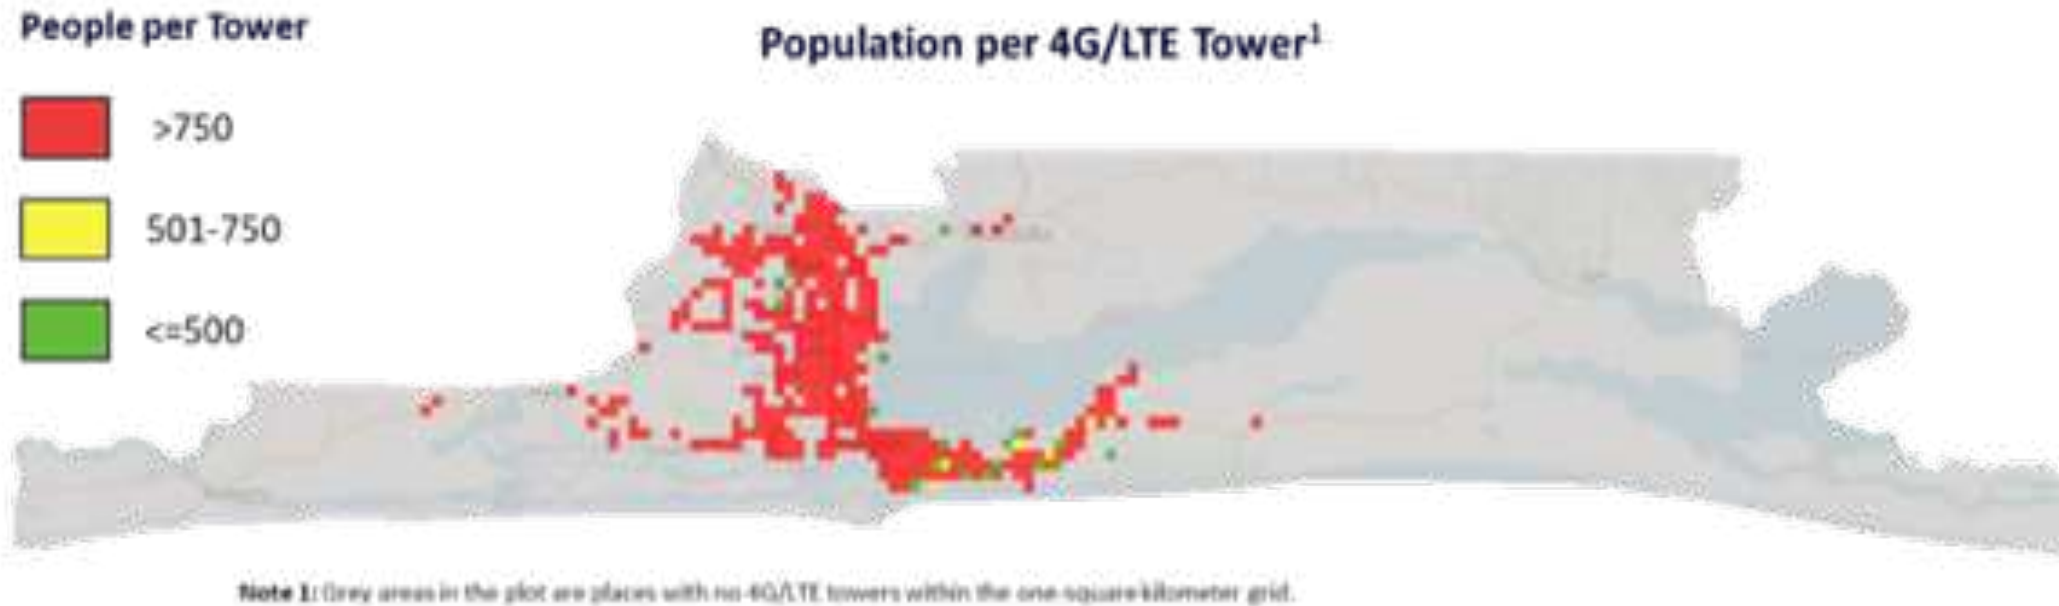 People per Tower
Population per 4G/LTE Tower¹
>750
501-750
<=500
Note 1: Grey areas in the plot are places with no 4G/LTE towers within the one-square-kilometer grid.